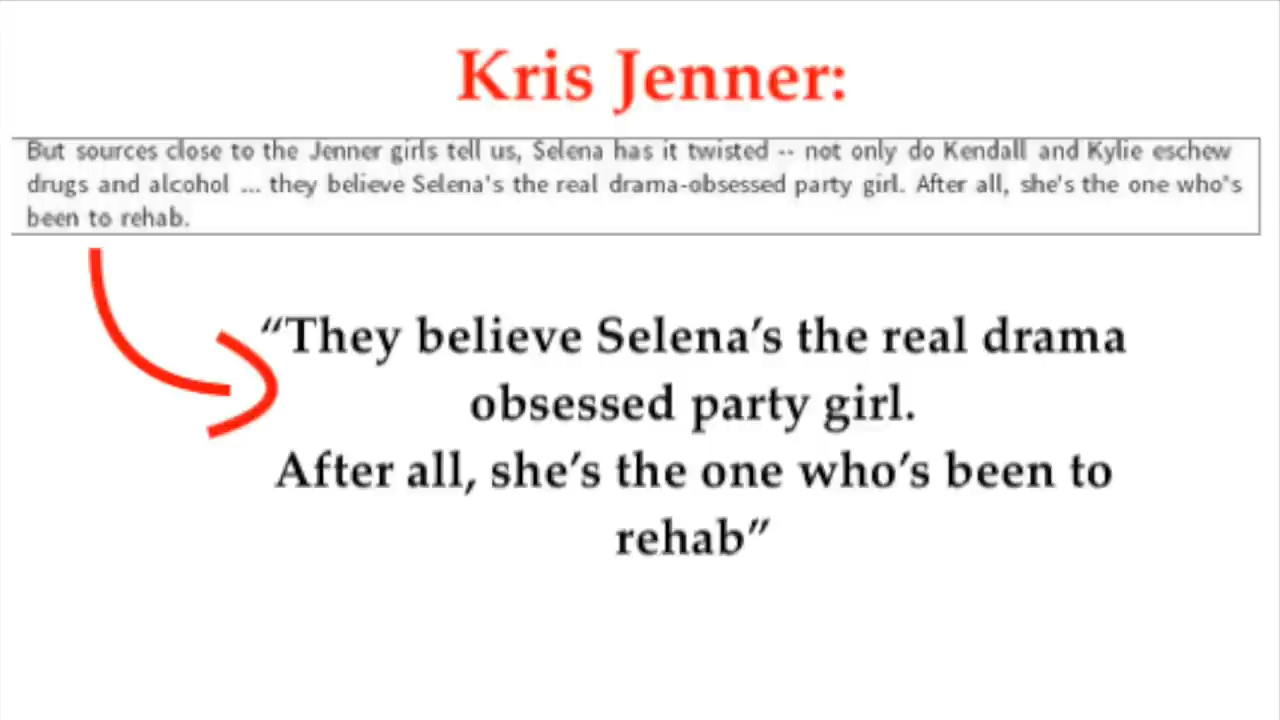 Kris Jenner:
But sources close to the Jenner girls tell us, Selena has it twisted -- not only do Kendall and Kylie eschew
drugs and alcohol ... they believe Selena's the real drama-obsessed party girl. After all, she's the one who's
been to rehab.
“They believe Selena’s the real drama
obsessed party girl.
After all, she’s the one who’s been to
rehab”